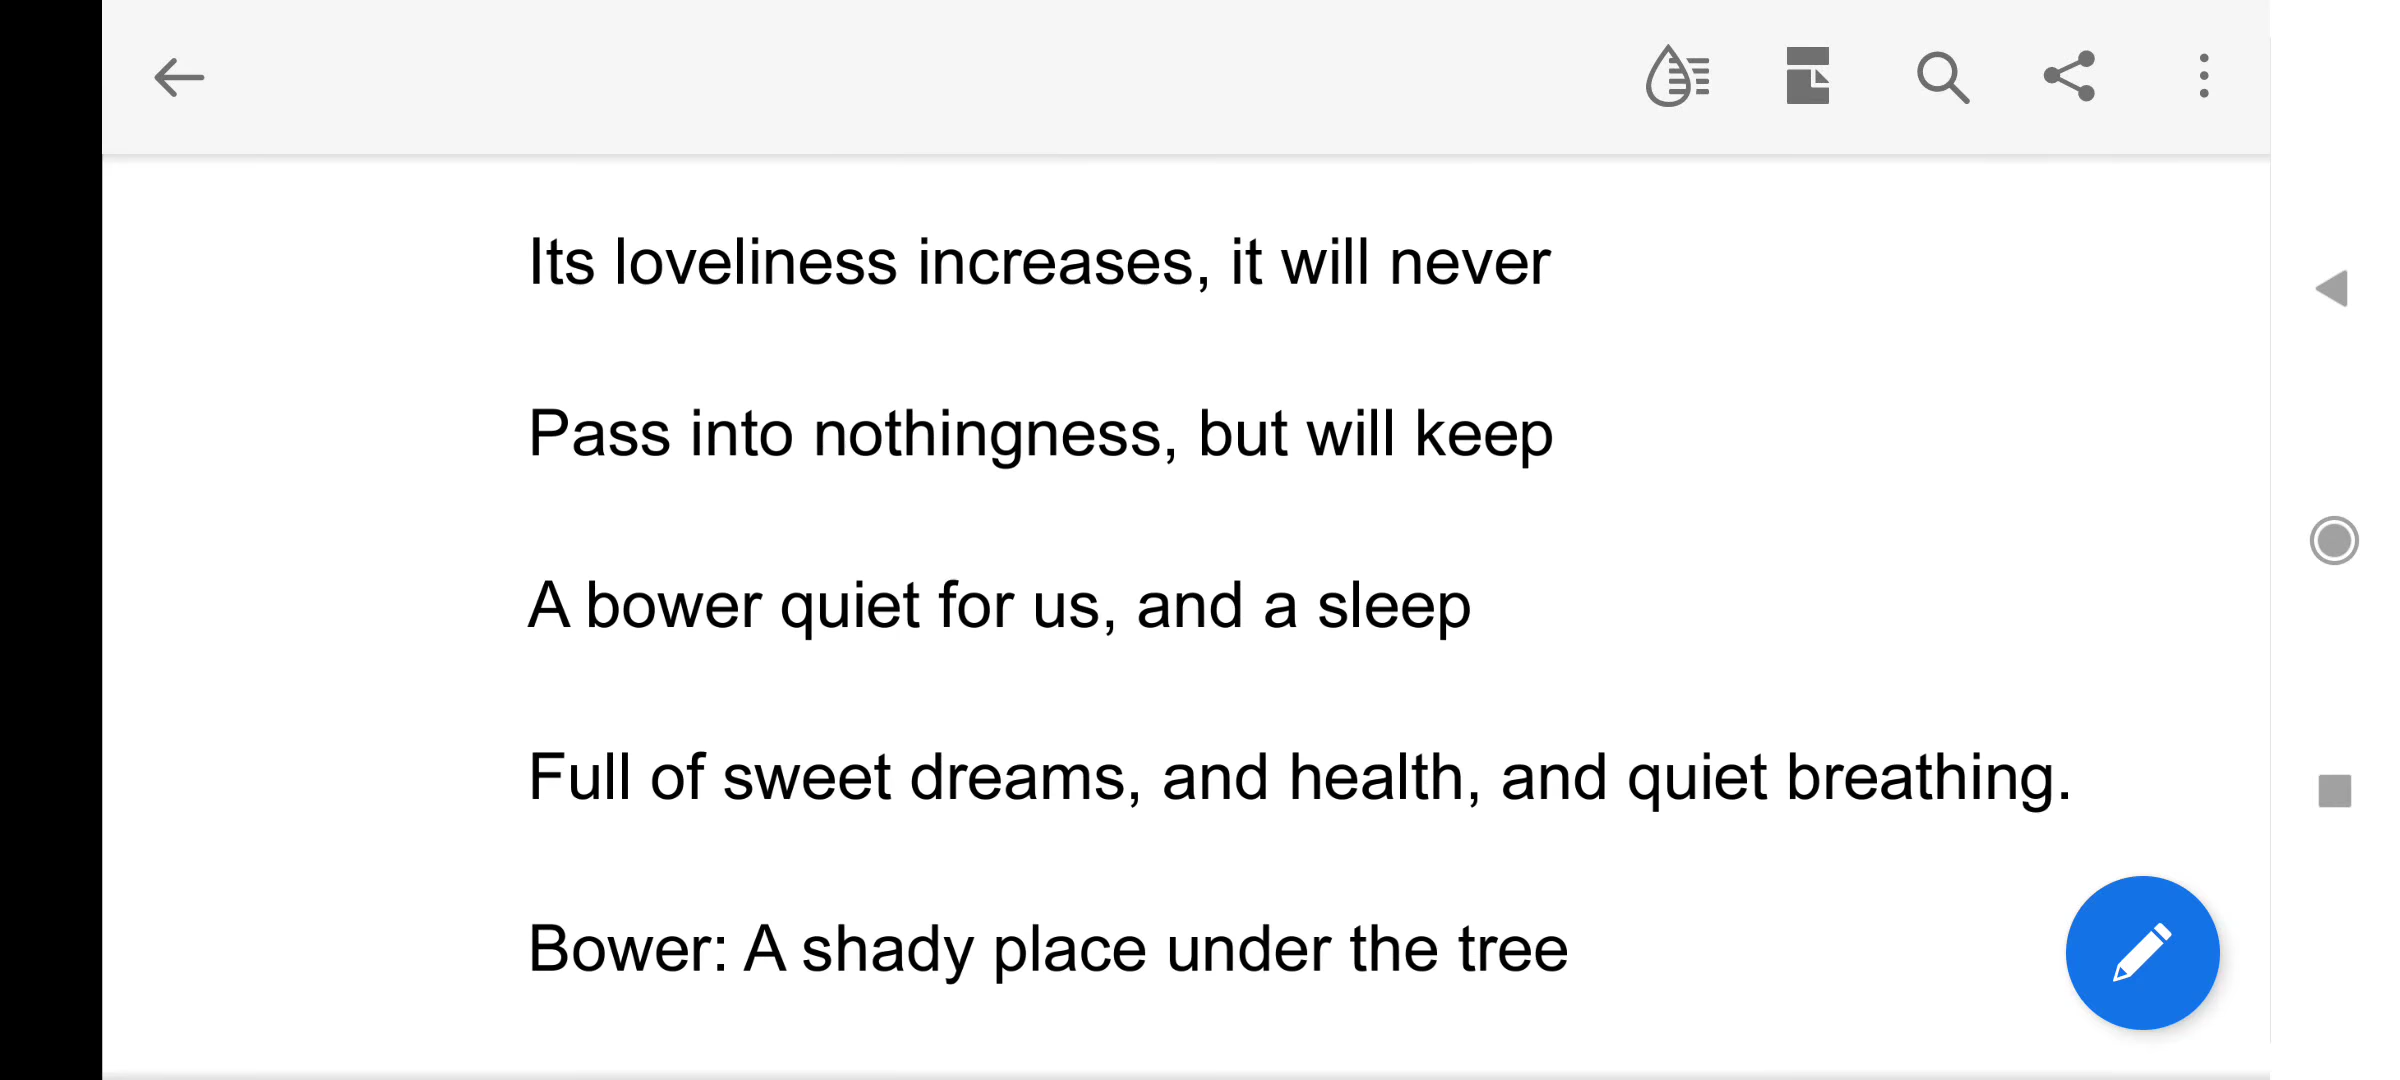 Its loveliness increases, it will never
Pass into nothingness, but will keep
A bower quiet for us, and a sleep
Full of sweet dreams, and health, and quiet breathing.
Bower: A shady place under the tree